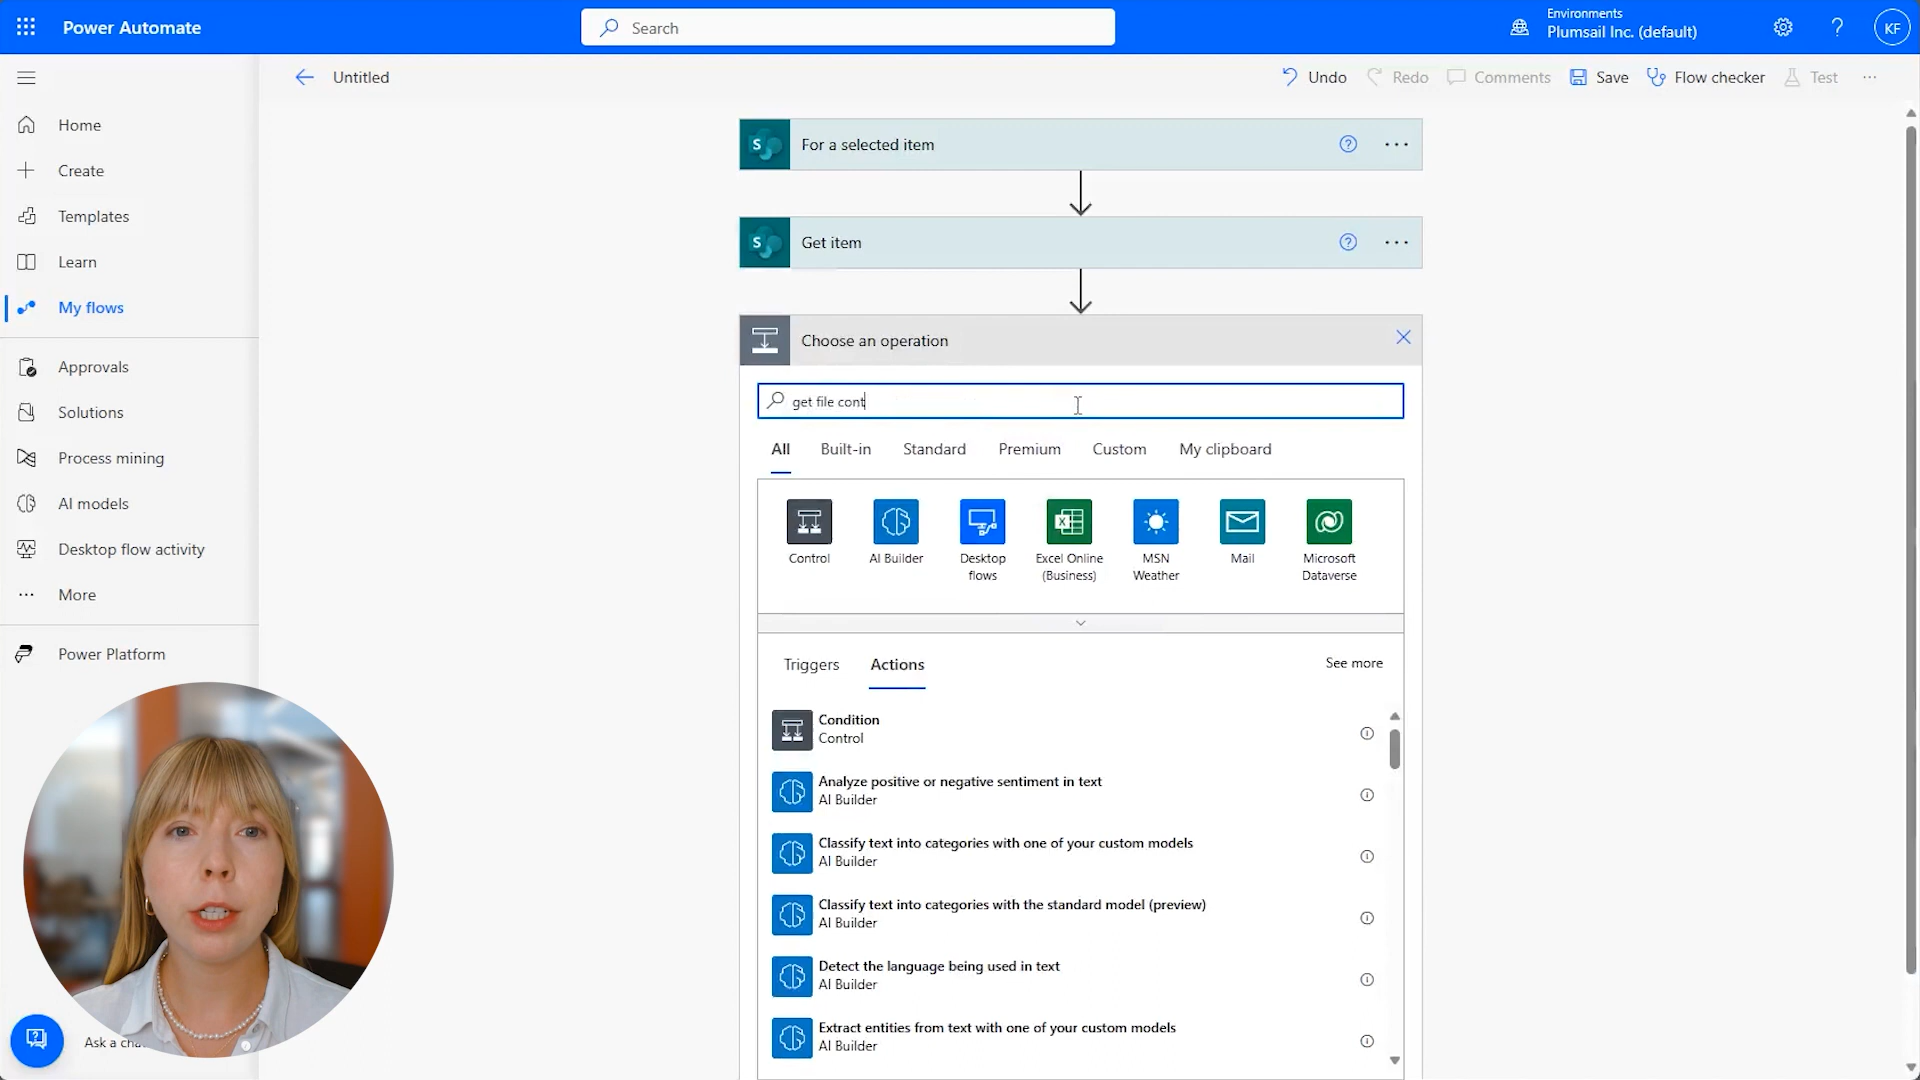 Power Automate
Search
Environments
Plumsail Inc. (default)
KF
Untitled
Undo
Redo
Comments
Save
Flow checker
Test
Home
Create
Templates
Learn
My flows
Approvals
Solutions
Process mining
AI models
Desktop flow activity
More
Power Platform
For a selected item
Get item
Choose an operation
get file cont
All
Built-in
Standard
Premium
Custom
My clipboard
Control
AI Builder
Desktop
flows
Excel Online
(Business)
MSN
Weather
Mail
Microsoft
Dataverse
Triggers
Actions
See more
Condition
Control
Analyze positive or negative sentiment in text
AI Builder
Classify text into categories with one of your custom models
AI Builder
Classify text into categories with the standard model (preview)
AI Builder
Detect the language being used in text
AI Builder
Extract entities from text with one of your custom models
AI Builder
Ask a